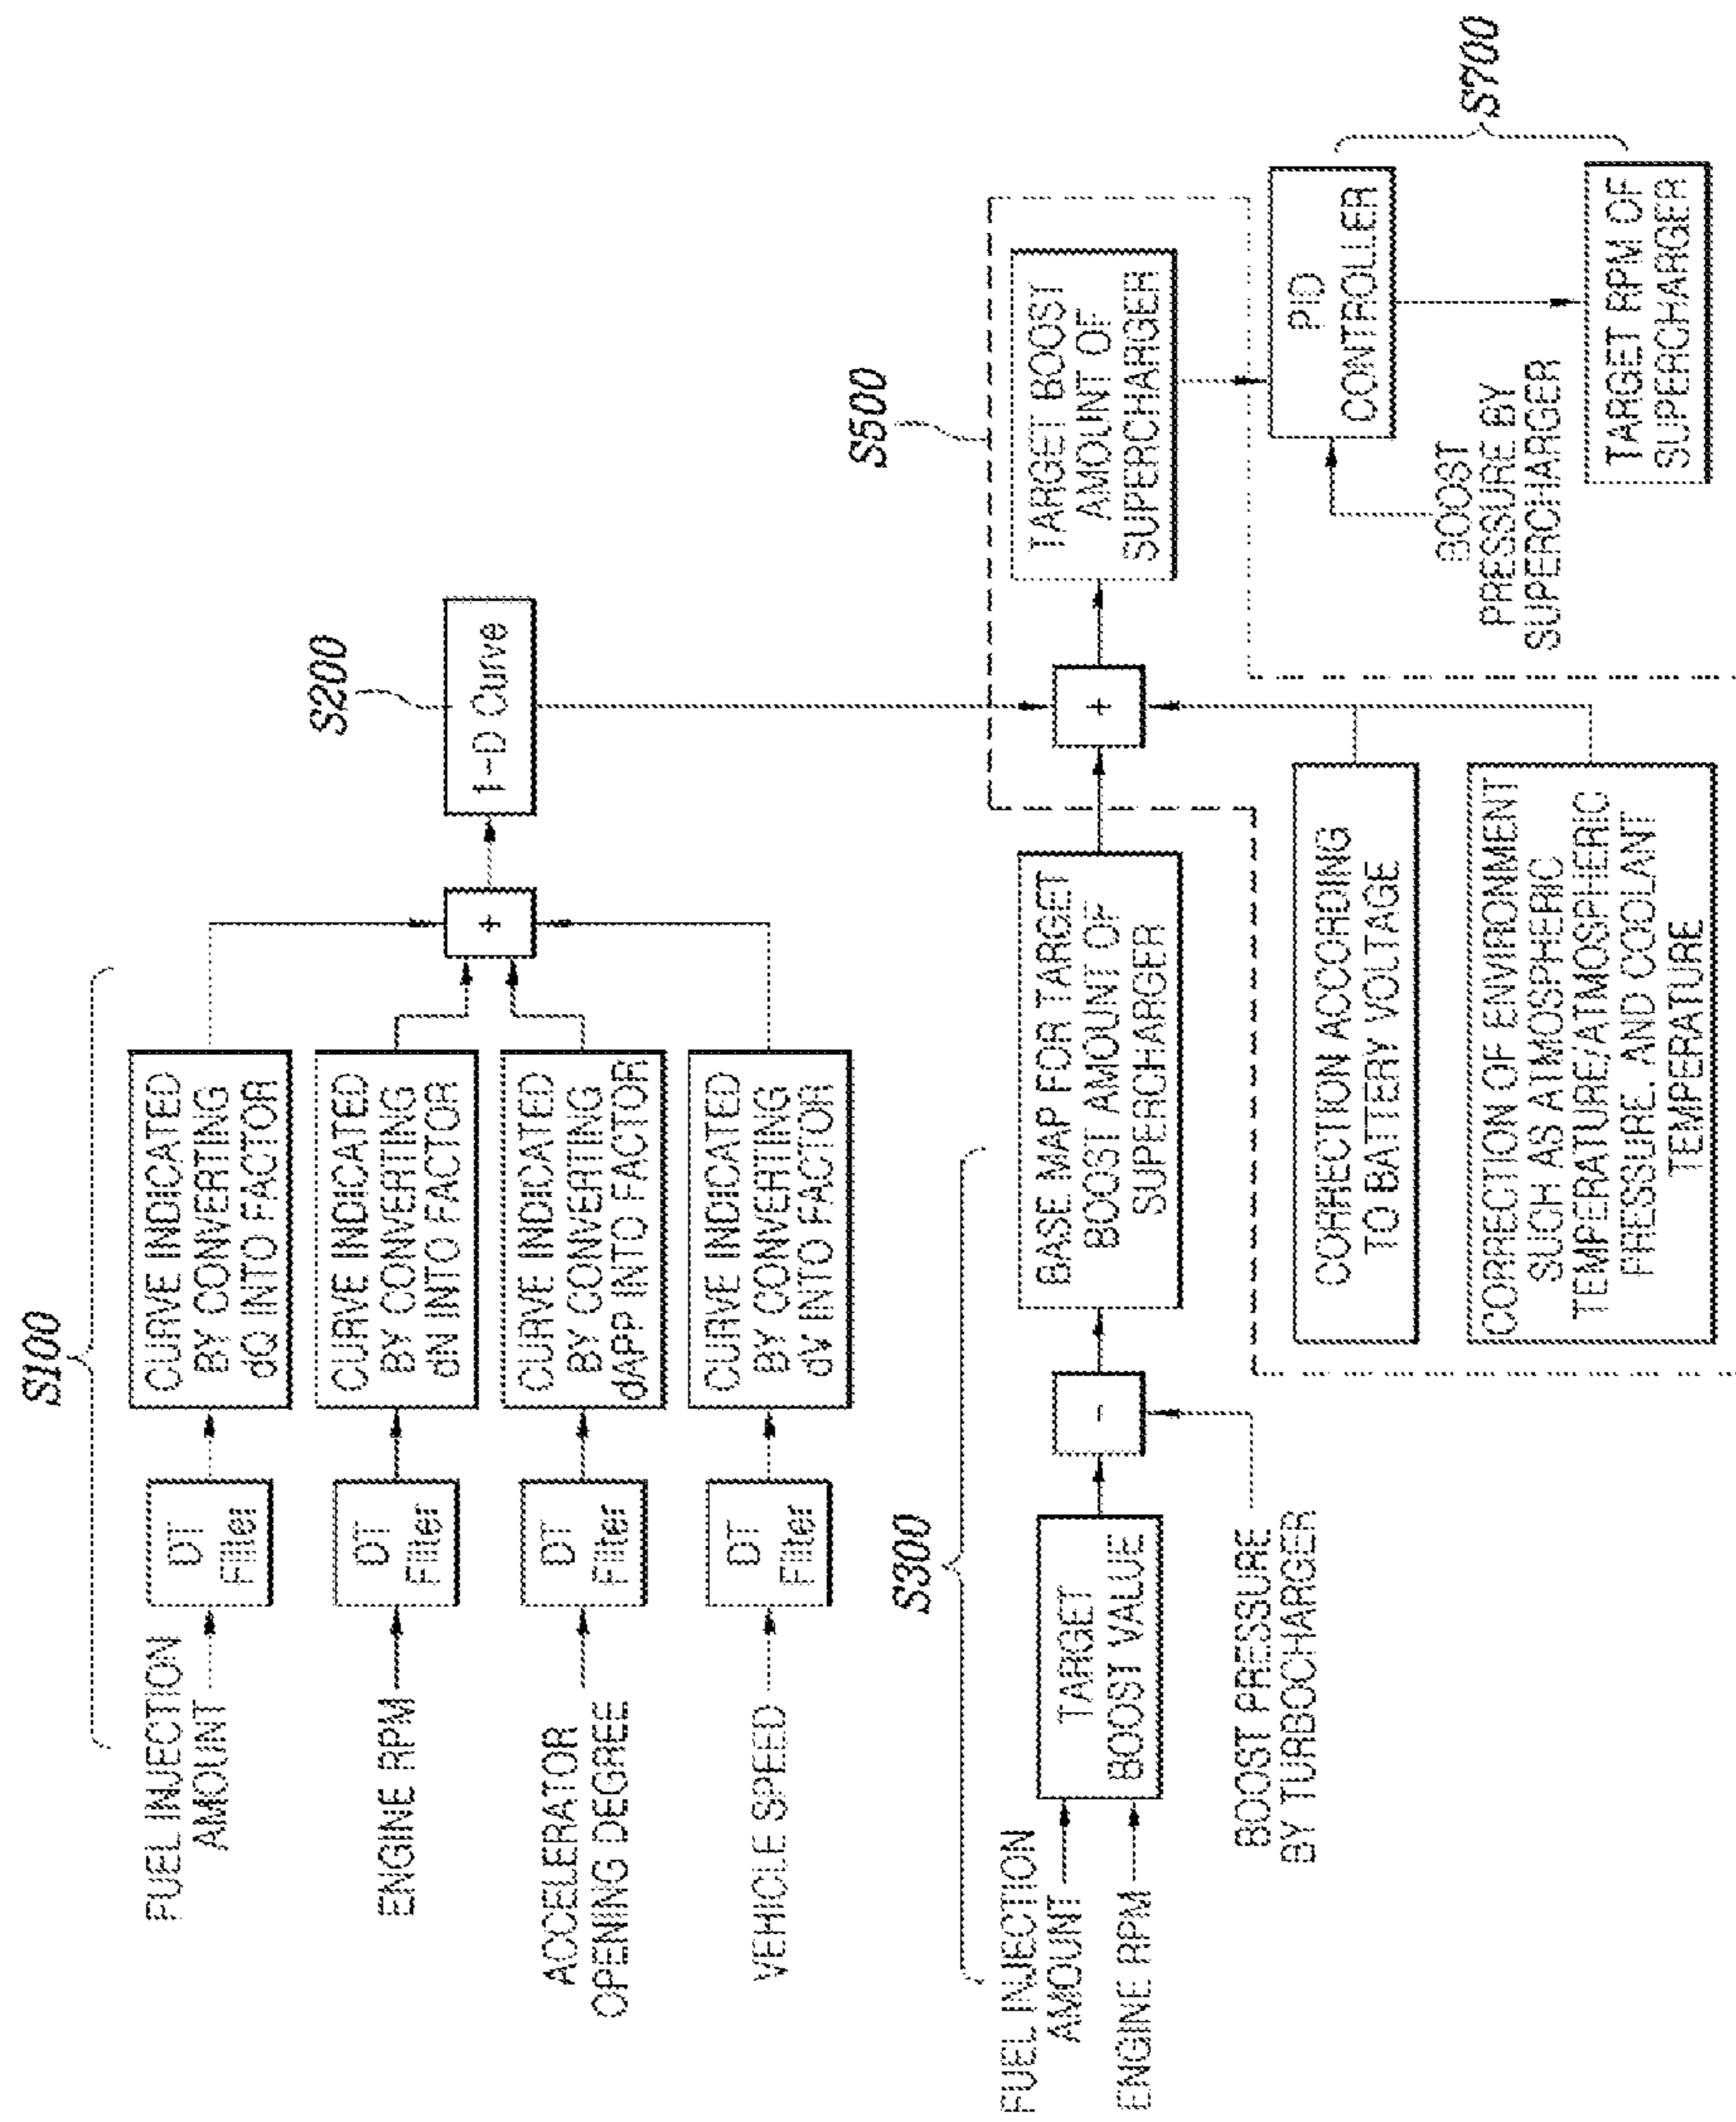 S100
FUEL INJECTION
AMOUNT
DT
Filter
CURVE INDICATED
BY CONVERTING
dQ INTO FACTOR
ENGINE RPM
DT
Filter
CURVE INDICATED
BY CONVERTING
dN INTO FACTOR
ACCELERATOR
OPENING DEGREE
DT
Filter
CURVE INDICATED
BY CONVERTING
dAPP INTO FACTOR
VEHICLE SPEED
DT
Filter
CURVE INDICATED
BY CONVERTING
dV INTO FACTOR
+
S200
1-D Curve
S300
FUEL INJECTION
AMOUNT
ENGINE RPM
TARGET
BOOST VALUE
-
BOOST PRESSURE
BY TURBOCHARGER
BASE MAP FOR TARGET
BOOST AMOUNT OF
SUPERCHARGER
+
S500
TARGET BOOST
AMOUNT OF
SUPERCHARGER
CORRECTION ACCORDING
TO BATTERY VOLTAGE
CORRECTION OF ENVIRONMENT
SUCH AS ATMOSPHERIC
TEMPERATURE/ATMOSPHERIC
PRESSURE, AND COOLANT
TEMPERATURE
PID
CONTROLLER
S700
BOOST
PRESSURE BY
SUPERCHARGER
TARGET RPM OF
SUPERCHARGER